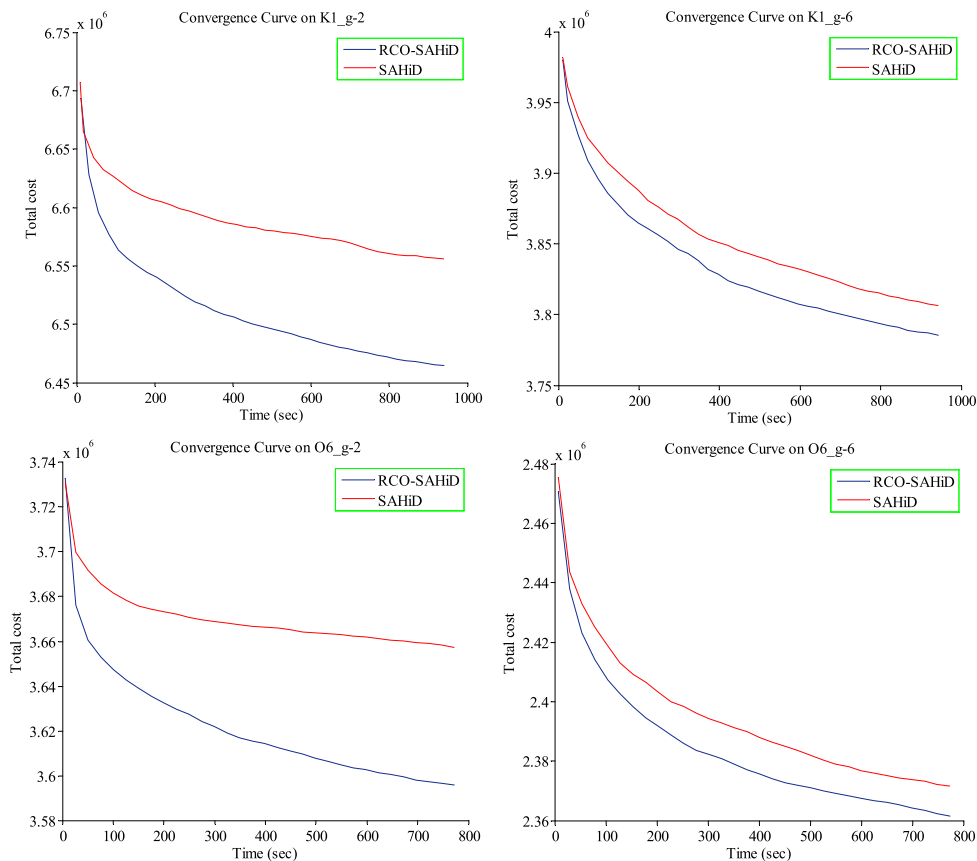 Convergence Curve on K1_g-2
x 10^6
6.75
6.7
6.65
6.6
6.55
6.5
6.45
Total cost
0 200 400 600 800 1000
Time (sec)
RCO-SAHiD
SAHiD
Convergence Curve on K1_g-6
x 10^6
4
3.95
3.9
3.85
3.8
3.75
Total cost
0 200 400 600 800 1000
Time (sec)
RCO-SAHiD
SAHiD
Convergence Curve on O6_g-2
x 10^6
3.74
3.72
3.7
3.68
3.66
3.64
3.62
3.6
3.58
Total cost
0 100 200 300 400 500 600 700 800
Time (sec)
RCO-SAHiD
SAHiD
Convergence Curve on O6_g-6
x 10^6
2.48
2.46
2.44
2.42
2.4
2.38
2.36
Total cost
0 100 200 300 400 500 600 700 800
Time (sec)
RCO-SAHiD
SAHiD